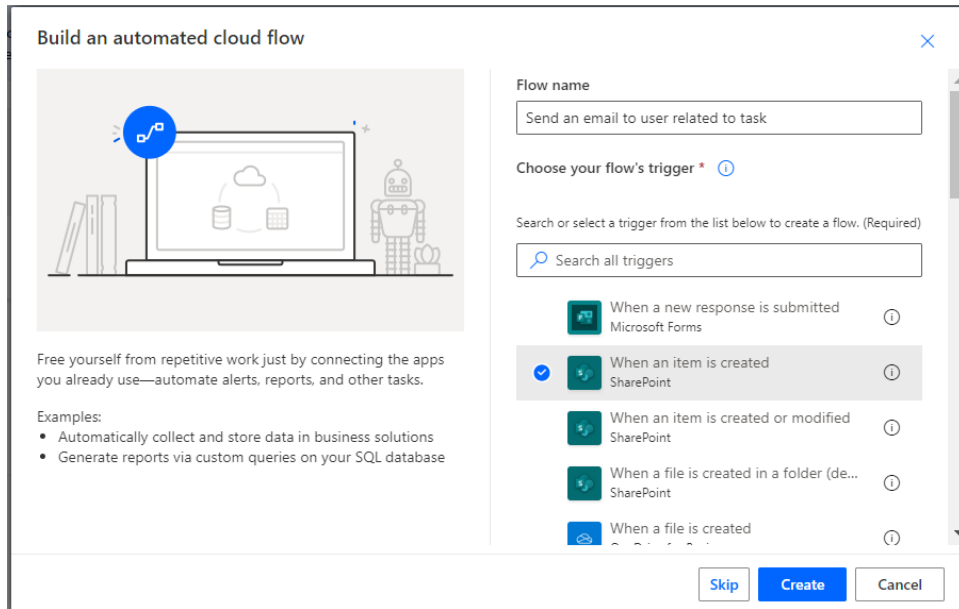 Build an automated cloud flow
Free yourself from repetitive work just by connecting the apps
you already use—automate alerts, reports, and other tasks.
Examples:
• Automatically collect and store data in business solutions
• Generate reports via custom queries on your SQL database
Flow name
Send an email to user related to task
Choose your flow's trigger *
Search or select a trigger from the list below to create a flow. (Required)
Search all triggers
When a new response is submitted
Microsoft Forms
When an item is created
SharePoint
When an item is created or modified
SharePoint
When a file is created in a folder (de...
SharePoint
When a file is created
Skip
Create
Cancel